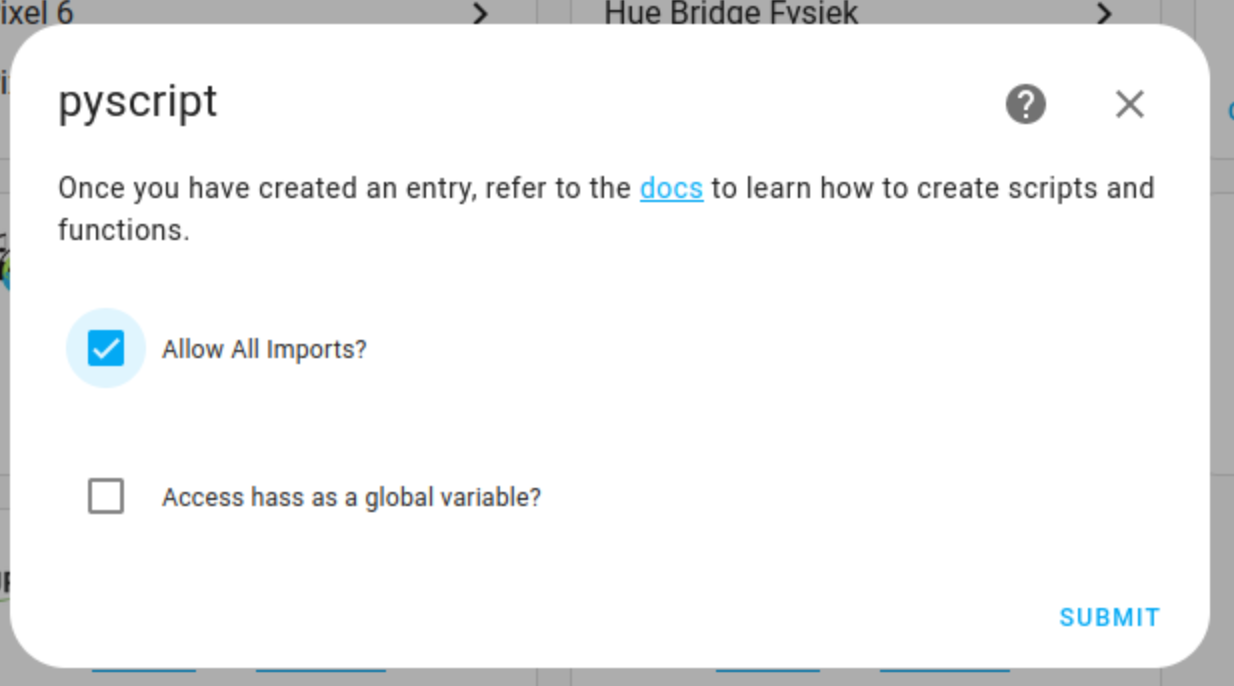 ixel 6
Hue Bridge Fysiek
pyscript
Once you have created an entry, refer to the docs to learn how to create scripts and
functions.
Allow All Imports?
Access hass as a global variable?
SUBMIT